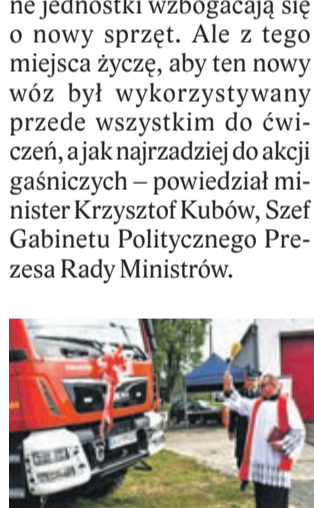 ne jednostki wzbogacają się
o nowy sprzęt. Ale z tego
miejsca życzę, aby ten nowy
wóz był wykorzystywany
przede wszystkim do ćwi-
czeń, a jak najrzadziej do akcji
gaśniczych – powiedział mi-
nister Krzysztof Kubów, Szef
Gabinetu Politycznego Pre-
zesa Rady Ministrów.